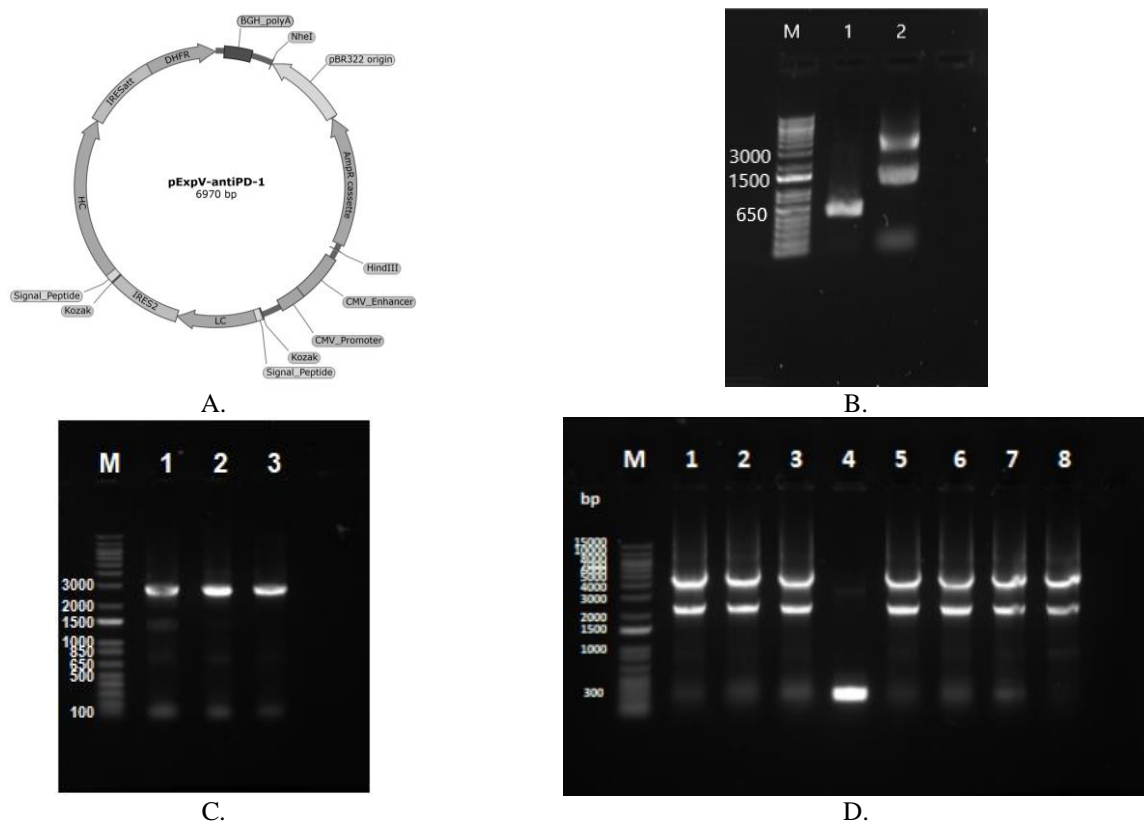 BGH_polyA
NheI
pBR322 origin
DHFR
IRESatt
HC
AmpR cassette
pExpV-antiPD-1
6970 bp
HindIII
CMV_Enhancer
CMV_Promoter
Signal_Peptide
Kozak
IRES2
LC
Kozak
Signal_Peptide
A.
M 1 2
3000
1500
650
B.
M 1 2 3
3000
2000
1500
1000
850
650
500
100
C.
M 1 2 3 4 5 6 7 8
bp
15000
5000
4000
3000
2000
1500
1000
300
D.